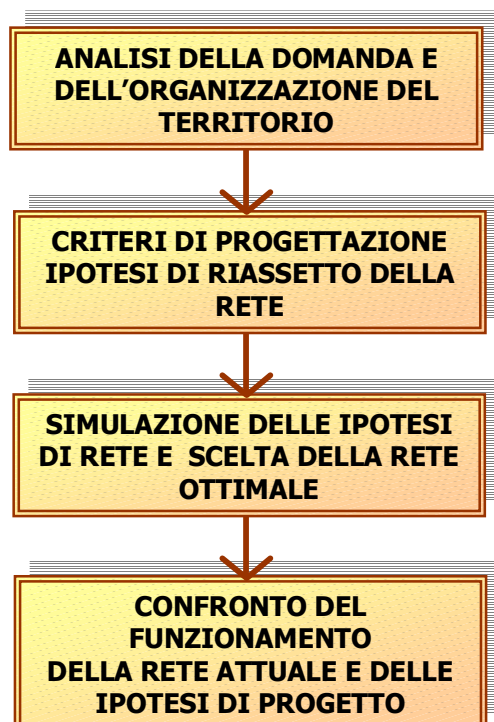 ANALISI DELLA DOMANDA E
DELL'ORGANIZZAZIONE DEL
TERRITORIO
CRITERI DI PROGETTAZIONE
IPOTESI DI RIASSETTO DELLA
RETE
SIMULAZIONE DELLE IPOTESI
DI RETE E SCELTA DELLA RETE
OTTIMALE
CONFRONTO DEL
FUNZIONAMENTO
DELLA RETE ATTUALE E DELLE
IPOTESI DI PROGETTO